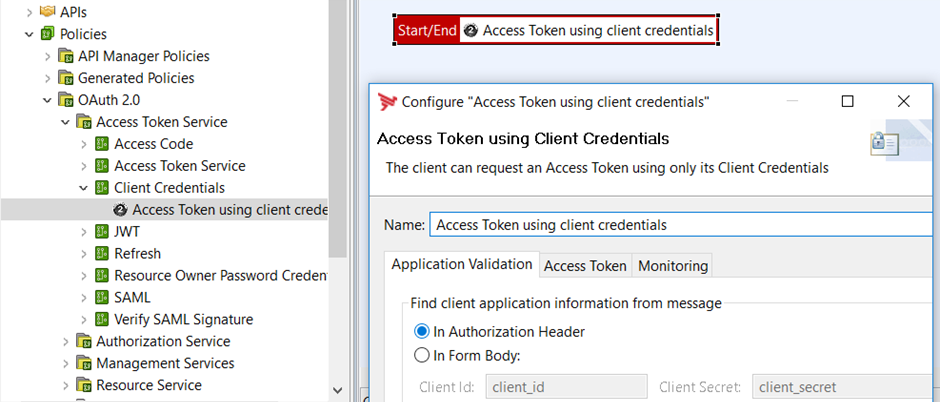 APIs
Policies
API Manager Policies
Generated Policies
OAuth 2.0
Access Token Service
Access Code
Access Token Service
Client Credentials
Access Token using client crede
JWT
Refresh
Resource Owner Password Creden
SAML
Verify SAML Signature
Authorization Service
Management Services
Resource Service
Start/End Access Token using client credentials
Configure "Access Token using client credentials"
Access Token using Client Credentials
The client can request an Access Token using only its Client Credentials
Name: Access Token using client credentials
Application Validation Access Token Monitoring
Find client application information from message
In Authorization Header
In Form Body:
Client Id: client_id Client Secret: client_secret